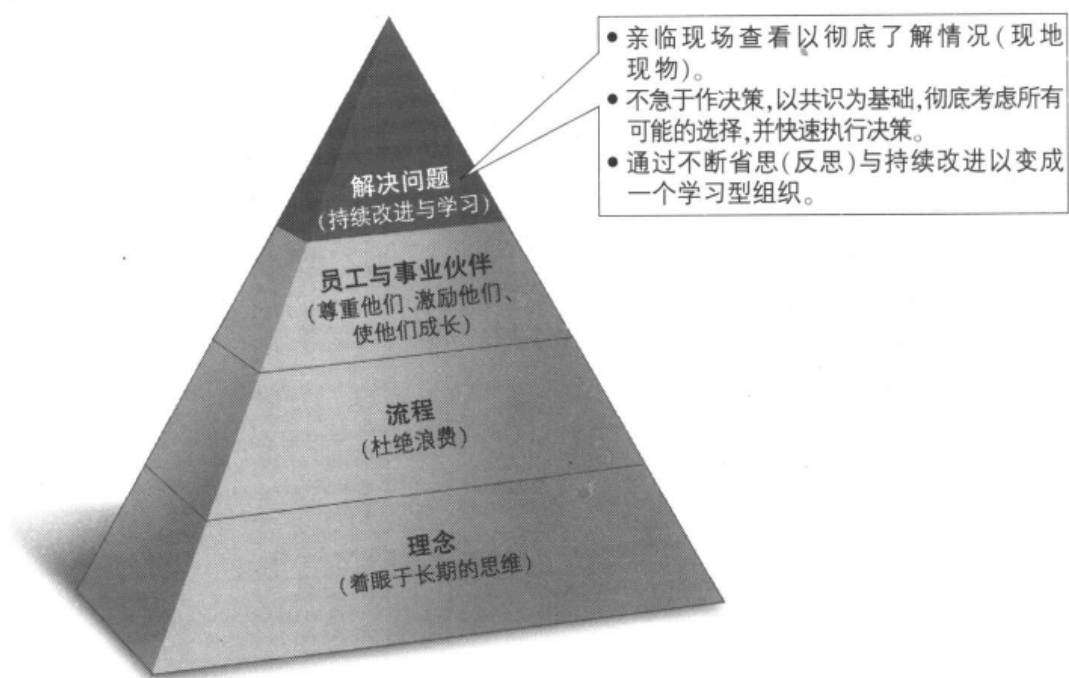 • 亲临现场查看以彻底了解情况(现地
现物)。
• 不急于作决策,以共识为基础,彻底考虑所有
可能的选择,并快速执行决策。
• 通过不断省思(反思)与持续改进以变成
一个学习型组织。
解决问题
(持续改进与学习)
员工与事业伙伴
(尊重他们、激励他们、
使他们成长)
流程
(杜绝浪费)
理念
(着眼于长期的思维)